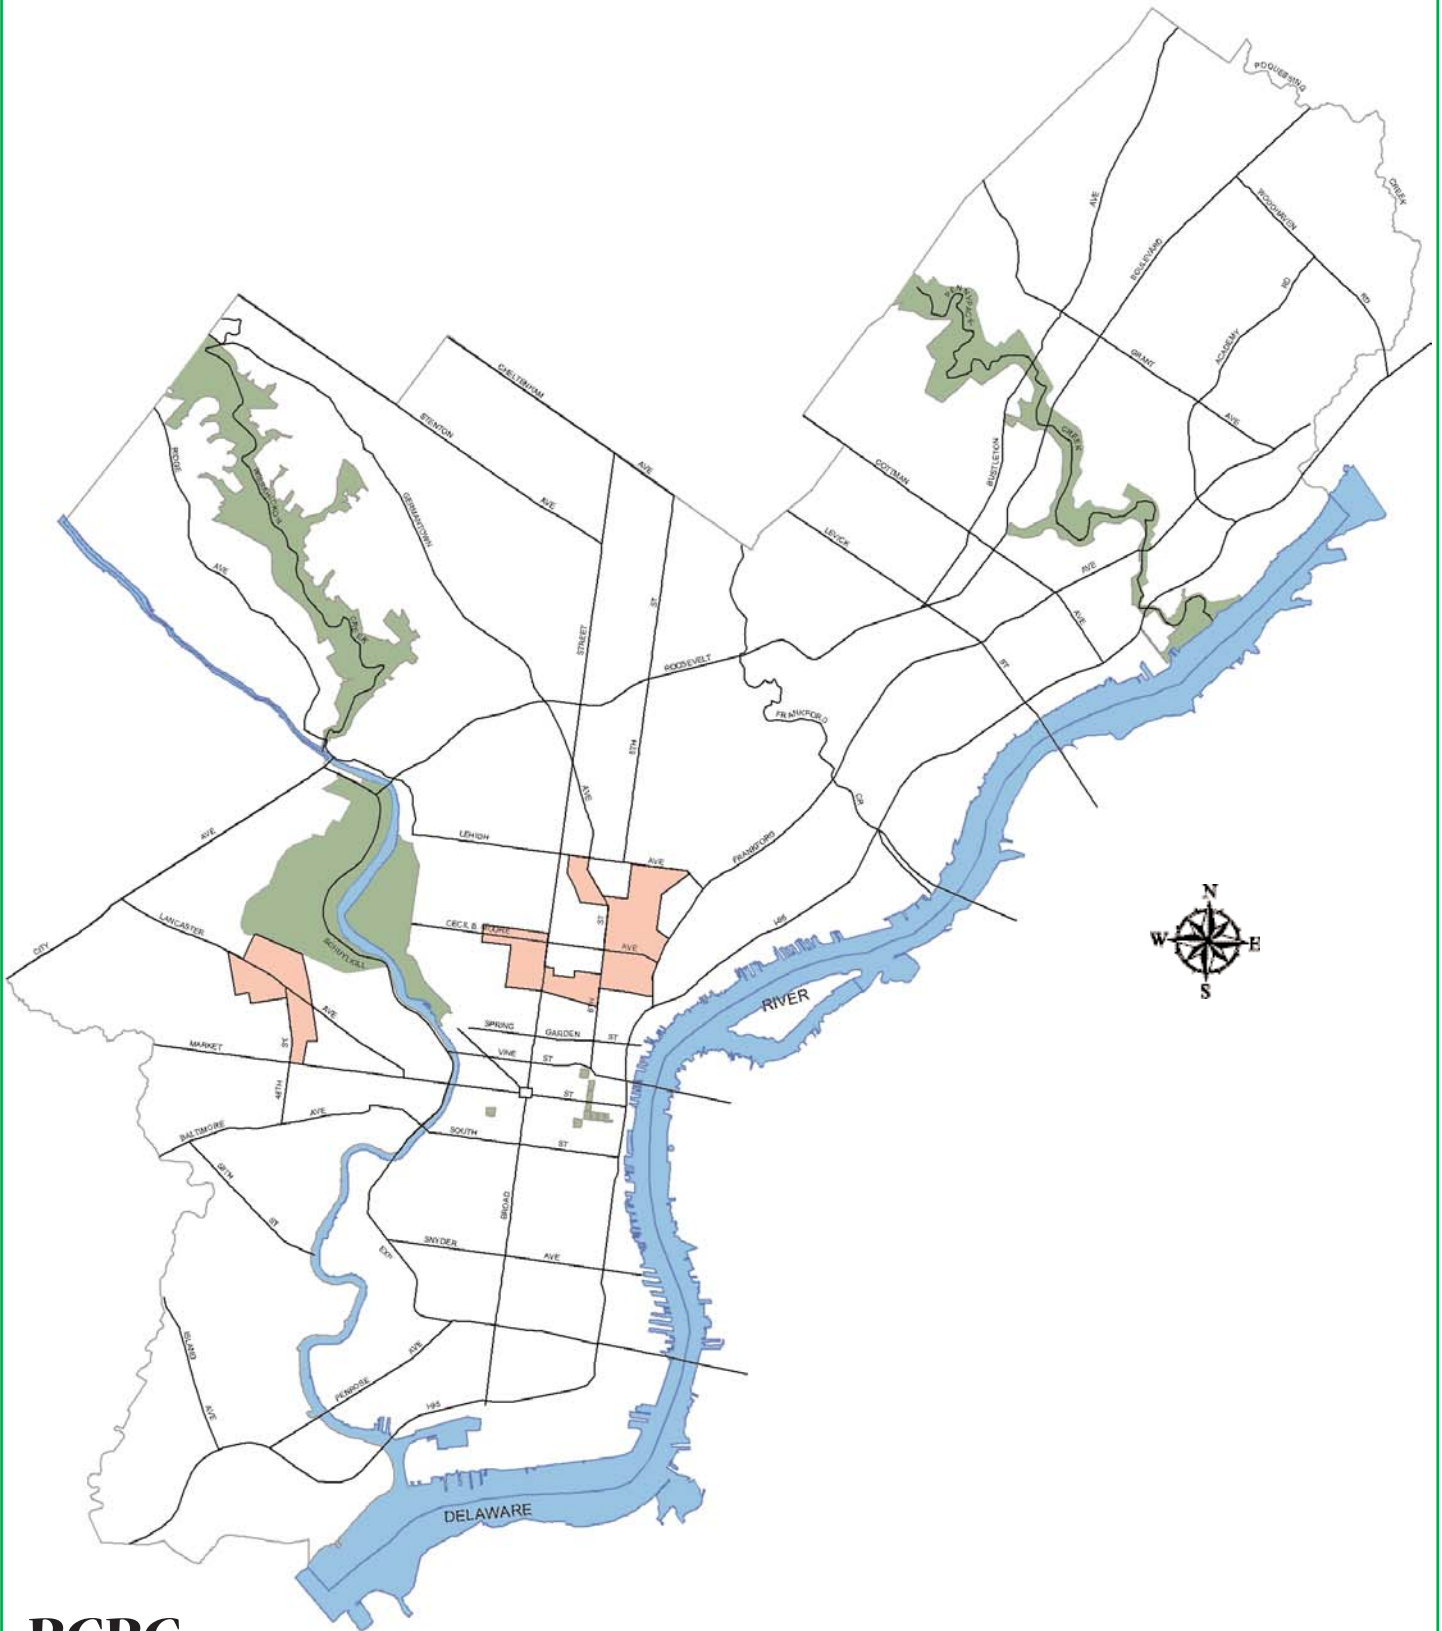 POQUESSING
CREEK
WOODHAVEN
RD
AVE
BOULEVARD
RD
ACADEMY
PENNYPACK
GRANT
AVE
CREEK
BUSTLETON
COTTMAN
AVE
LEVICK
ST
AVE
CHELTENHAM
AVE
STENTON
AVE
GERMANTOWN
AVE
RIDGE
AVE
WISSAHICKON
CREEK
STREET
ST
5TH
ROOSEVELT
FRANKFORD
CR
FRANKFORD
I-95
LEHIGH
AVE
CECIL B. MOORE
AVE
ST
6TH
AVE
CITY
LANCASTER
AVE
SCHUYLKILL
N
W
E
S
RIVER
SPRING
GARDEN
ST
VINE
ST
MARKET
ST
ST
48TH
BALTIMORE
AVE
SOUTH
ST
58TH
ST
BROAD
SNYDER
AVE
EXP
ISLAND
AVE
PENROSE
AVE
I-95
DELAWARE
PCPC